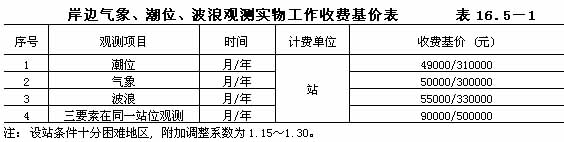 岸边气象、潮位、波浪观测实物工作收费基价表 表 16.5—1
序号 观测项目 时间 计费单位 收费基价 (元)
1 潮位 月/年 站 49000/310000
2 气象 月/年 50000/300000
3 波浪 月/年 55000/330000
4 三要素在同一站位观测 月/年 90000/500000
注: 设站条件十分困难地区, 附加调整系数为 1.15～1.30。